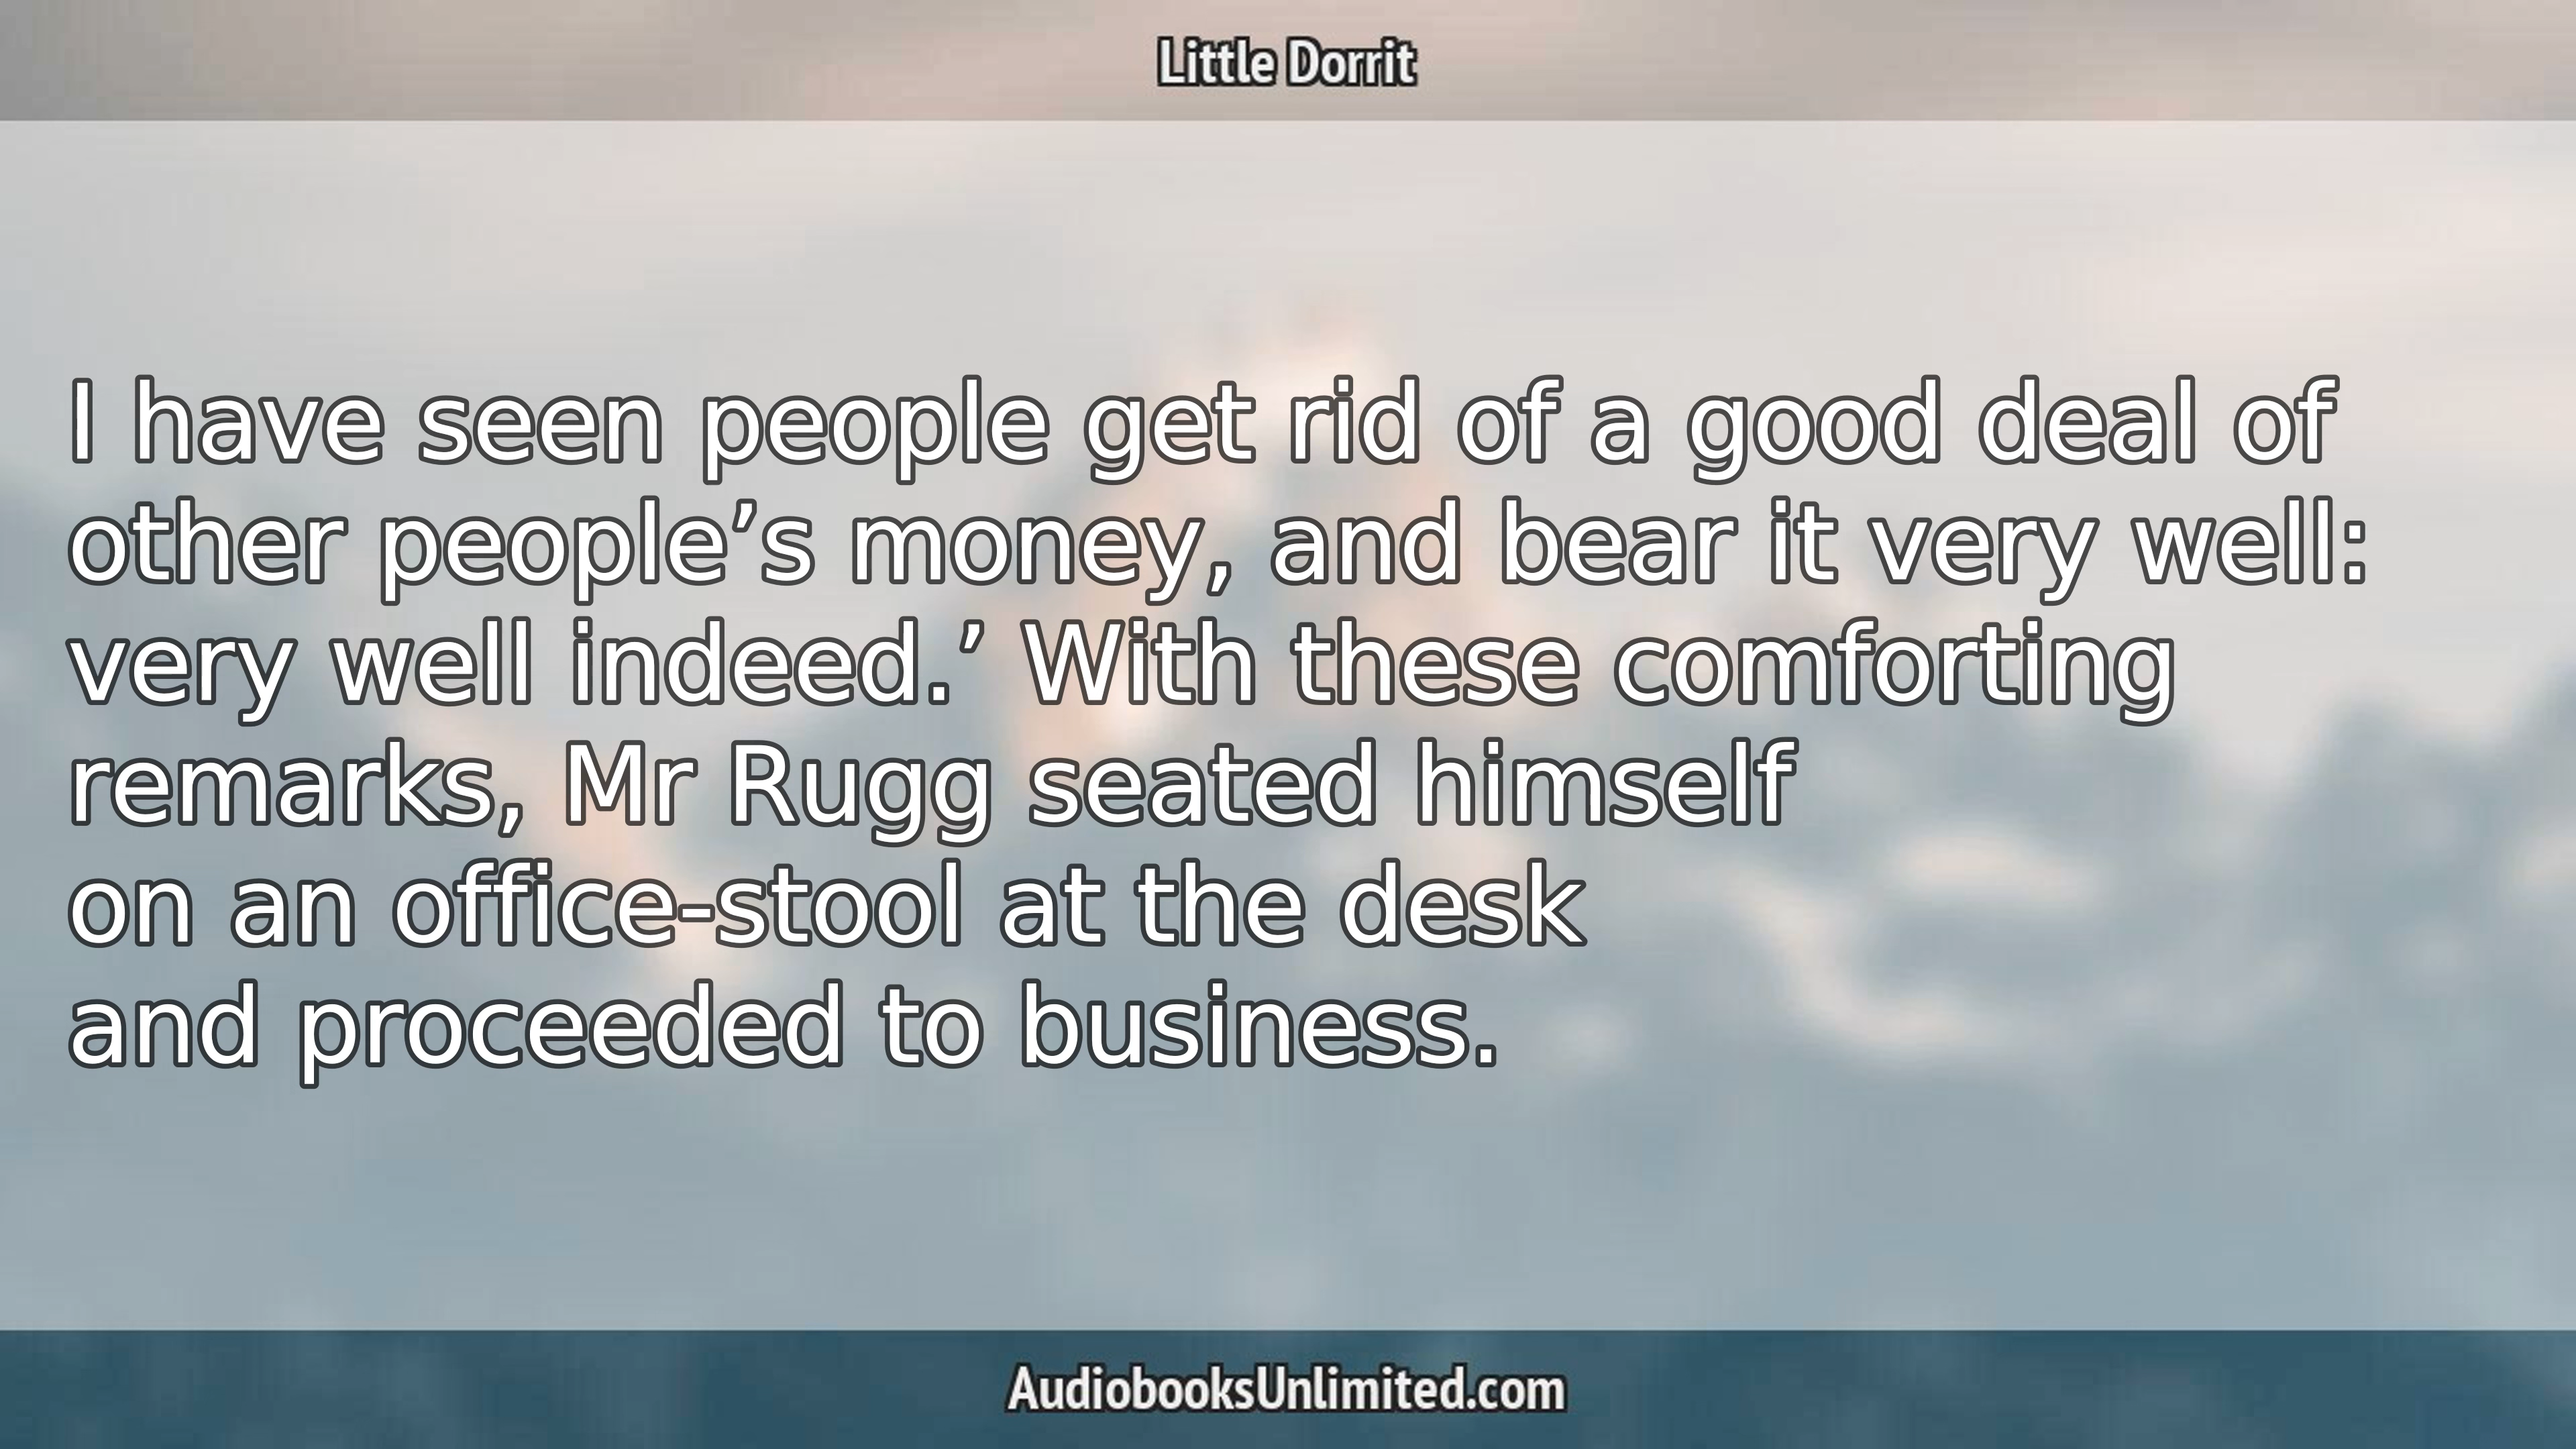 Little Dorrit
I have seen people get rid of a good deal of
other people’s money, and bear it very well:
very well indeed.’ With these comforting
remarks, Mr Rugg seated himself
on an office-stool at the desk
and proceeded to business.
AudiobooksUnlimited.com